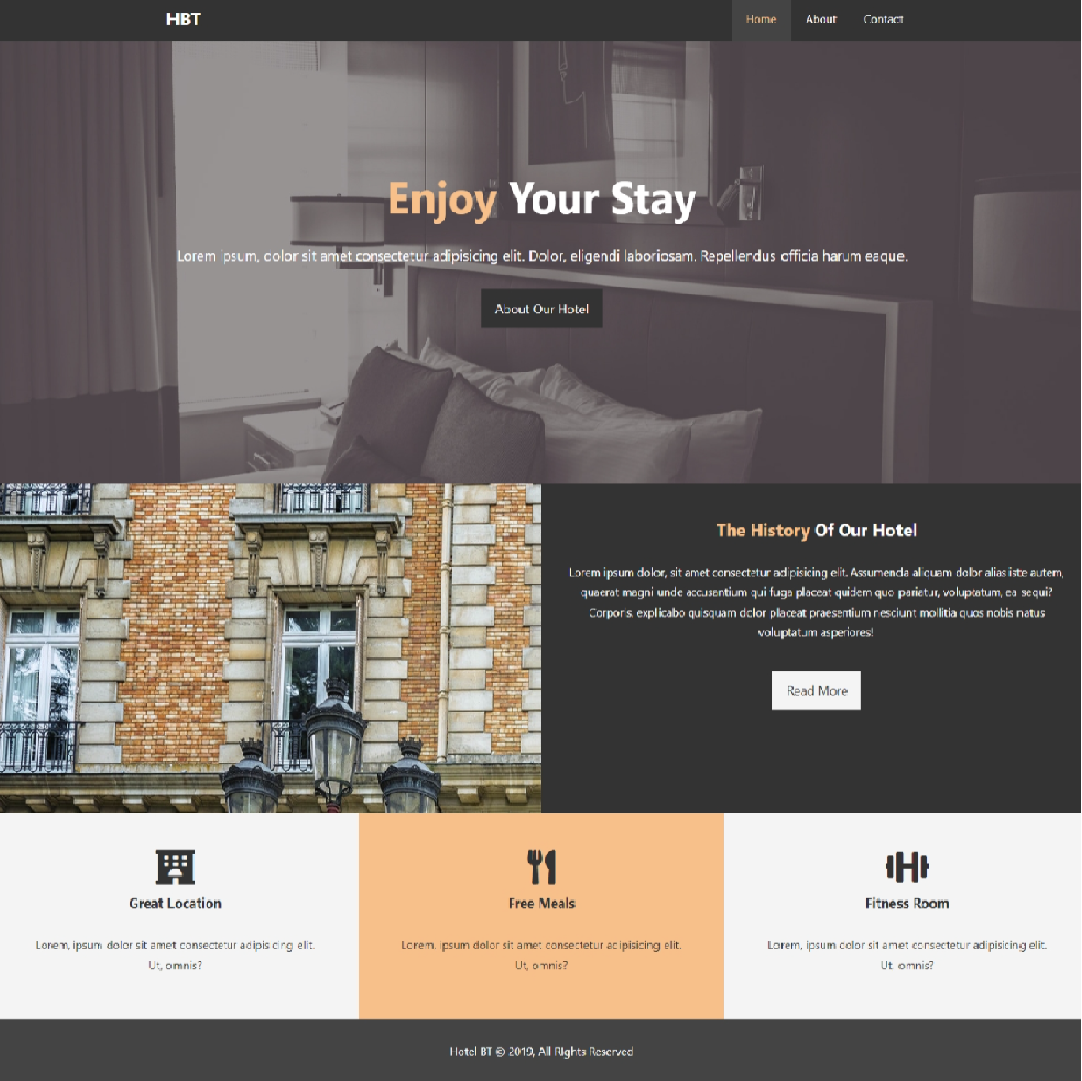 HBT
Home About Contact
Enjoy Your Stay
Lorem ipsum, dolor sit amet consectetur adipisicing elit. Dolor, eligendi laboriosam. Repellendus officia harum eaque.
About Our Hotel
The History Of Our Hotel
Lorem ipsum dolor, sit amet consectetur adipisicing elit. Assumenda aliquam dolor alias iste autem,
quaerat magni unde accusantium qui fuga placeat quidem quo pariatur, voluptatum, ea sequi?
Corporis, explicabo quisquam dolor placeat praesentium nesciunt mollitia quos nobis natus
voluptatum asperiores!
Read More
Great Location
Lorem, ipsum dolor sit amet consectetur adipisicing elit.
Ut, omnis?
Free Meals
Lorem, ipsum dolor sit amet consectetur adipisicing elit.
Ut, omnis?
Fitness Room
Lorem, ipsum dolor sit amet consectetur adipisicing elit.
Ut, omnis?
Hotel BT © 2019, All Rights Reserved